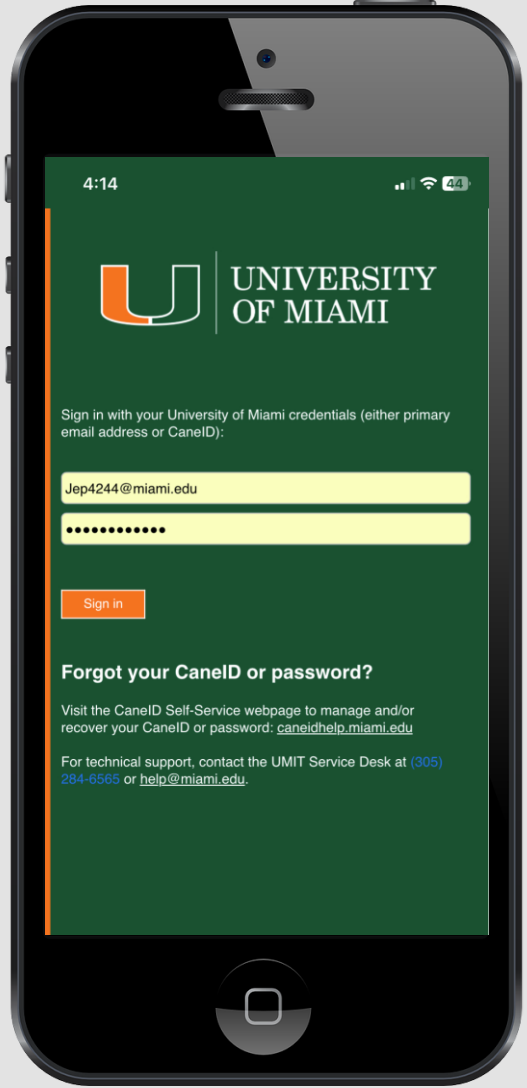 4:14
44
UNIVERSITY
OF MIAMI
Sign in with your University of Miami credentials (either primary
email address or CaneID):
Jep4244@miami.edu
••••••••••••
Sign in
Forgot your CaneID or password?
Visit the CaneID Self-Service webpage to manage and/or
recover your CaneID or password: caneidhelp.miami.edu
For technical support, contact the UMIT Service Desk at (305)
284-6565 or help@miami.edu.